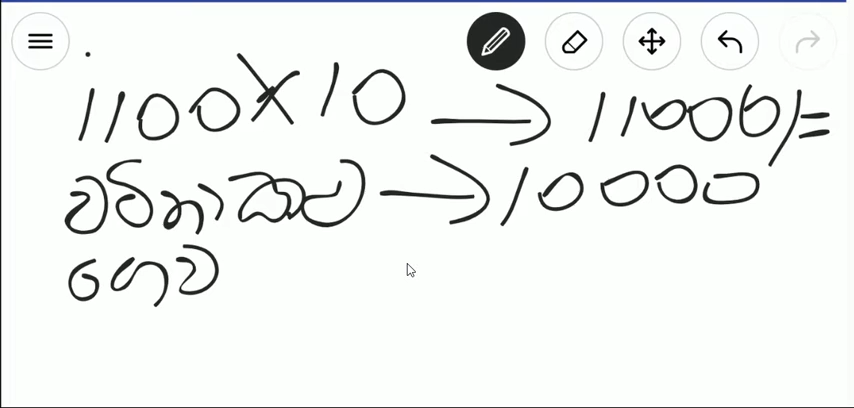 1100 × 10 → 11000/=
වටිනාකම → 10000
ගෙව